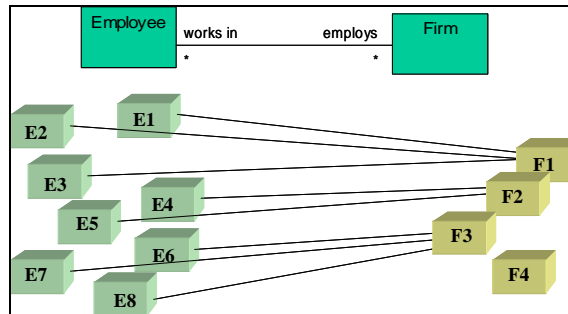 Employee
Firm
works in
employs
*
*
E1
E2
F1
E3
F2
E4
E5
F3
E6
E7
F4
E8